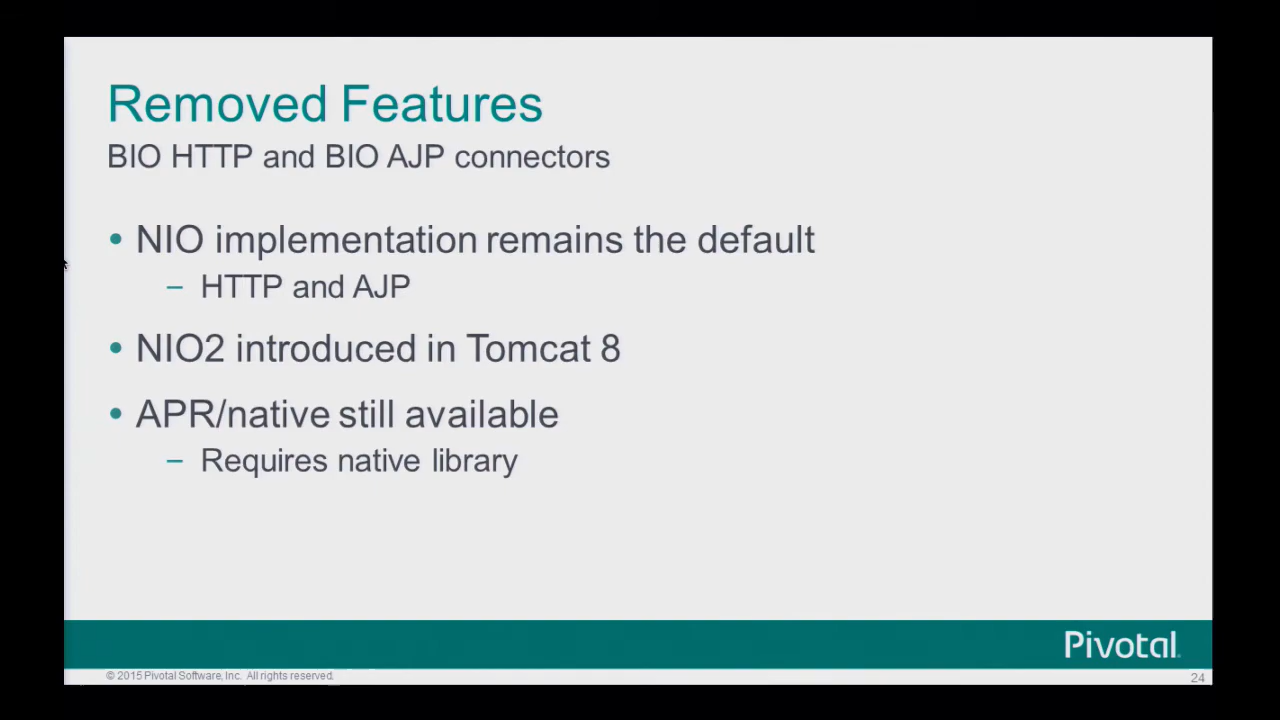 Removed Features
BIO HTTP and BIO AJP connectors
• NIO implementation remains the default
– HTTP and AJP
• NIO2 introduced in Tomcat 8
• APR/native still available
– Requires native library
Pivotal
© 2015 Pivotal Software, Inc. All rights reserved.
24